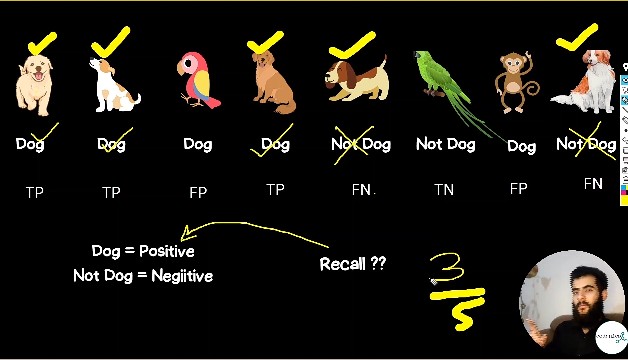 Dog Dog Dog Dog Not Dog Not Dog Dog Not Dog
TP TP FP TP FN. TN FP FN
Dog = Positive
Not Dog = Negiitive
Recall ??
3
5